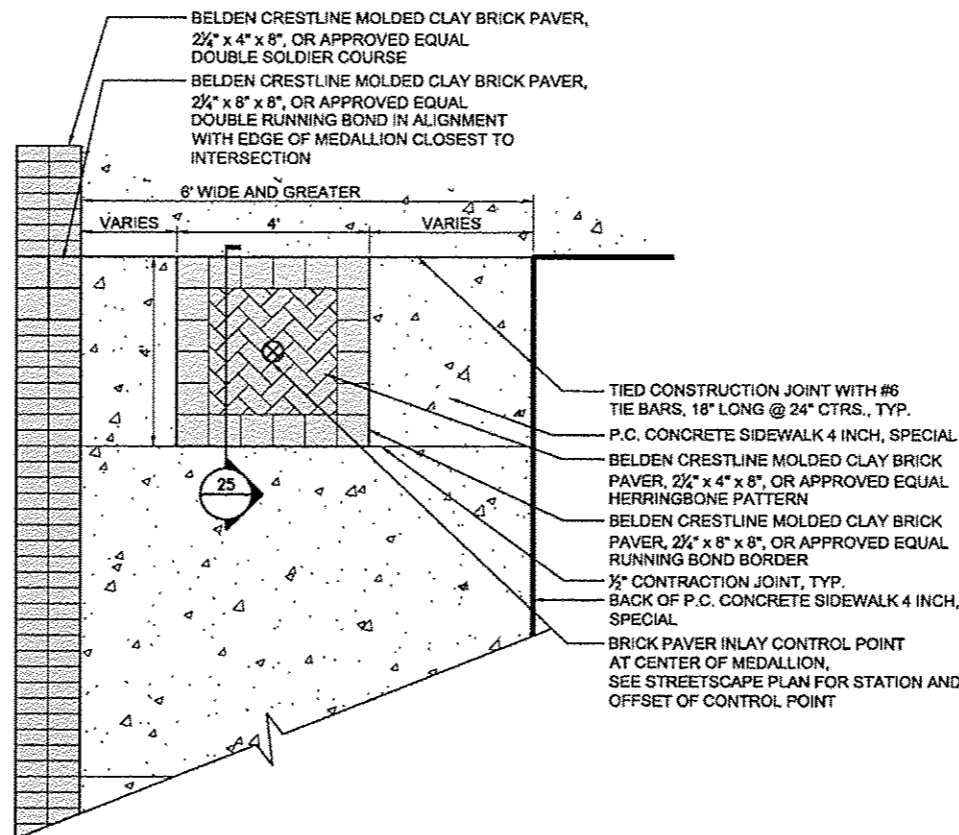 BELDEN CRESTLINE MOLDED CLAY BRICK PAVER,
2¼" x 4" x 8", OR APPROVED EQUAL
DOUBLE SOLDIER COURSE
BELDEN CRESTLINE MOLDED CLAY BRICK PAVER,
2¼" x 8" x 8", OR APPROVED EQUAL
DOUBLE RUNNING BOND IN ALIGNMENT
WITH EDGE OF MEDALLION CLOSEST TO
INTERSECTION
6' WIDE AND GREATER
VARIES 4' VARIES
4'
25
TIED CONSTRUCTION JOINT WITH #6
TIE BARS, 18" LONG @ 24" CTRS., TYP.
P.C. CONCRETE SIDEWALK 4 INCH, SPECIAL
BELDEN CRESTLINE MOLDED CLAY BRICK
PAVER, 2¼" x 4" x 8", OR APPROVED EQUAL
HERRINGBONE PATTERN
BELDEN CRESTLINE MOLDED CLAY BRICK
PAVER, 2¼" x 8" x 8", OR APPROVED EQUAL
RUNNING BOND BORDER
½" CONTRACTION JOINT, TYP.
BACK OF P.C. CONCRETE SIDEWALK 4 INCH,
SPECIAL
BRICK PAVER INLAY CONTROL POINT
AT CENTER OF MEDALLION,
SEE STREETSCAPE PLAN FOR STATION AND
OFFSET OF CONTROL POINT